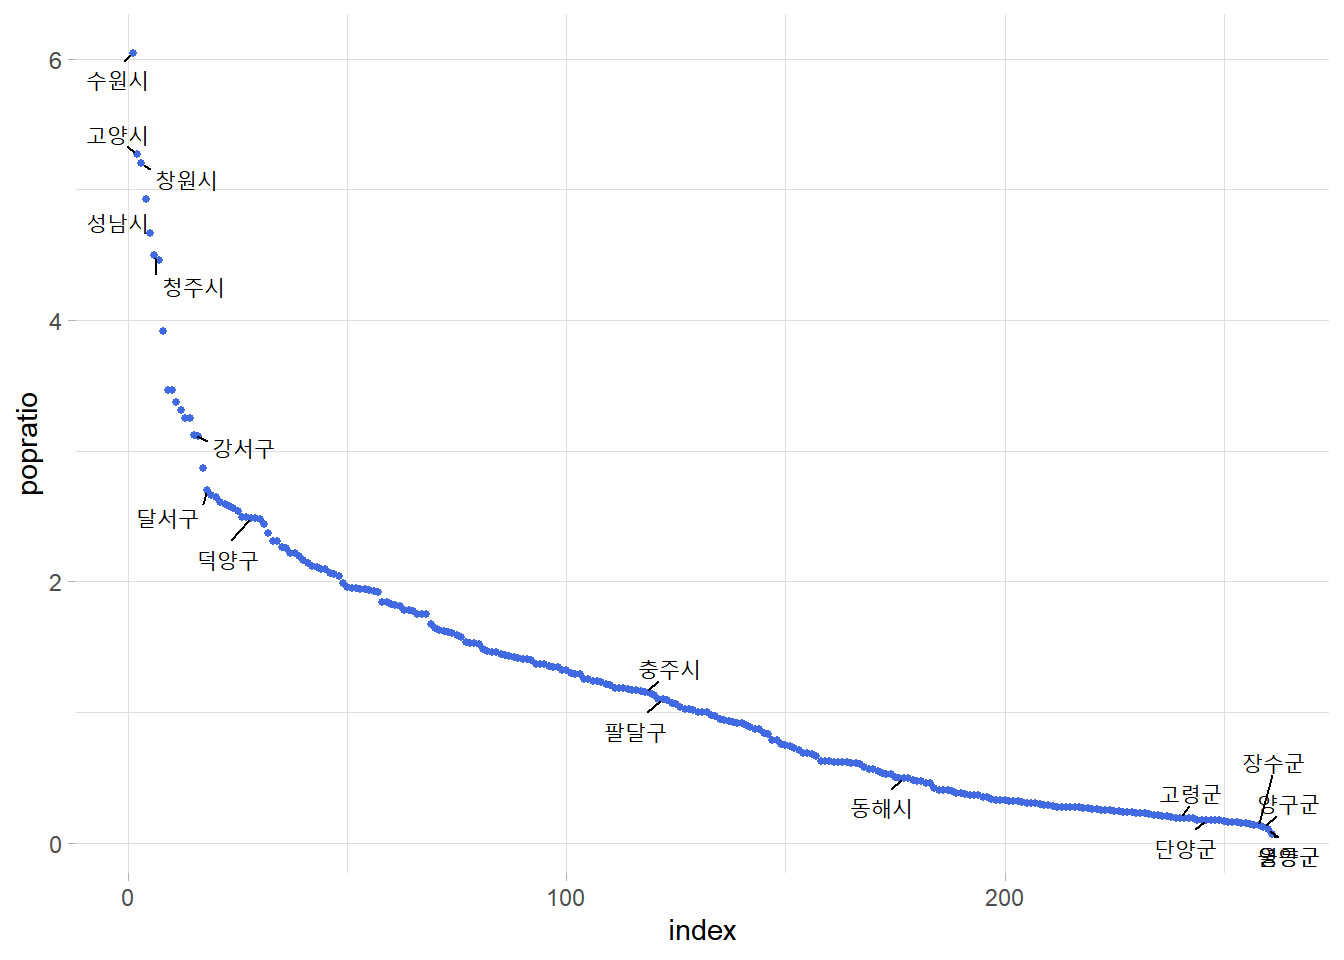 6
수원시
고양시
창원시
성남시
청주시
4
popratio
강서구
달서구
덕양구
2
충주시
팔달구
장수군
고령군
양구군
동해시
단양군
0
0
100
200
index